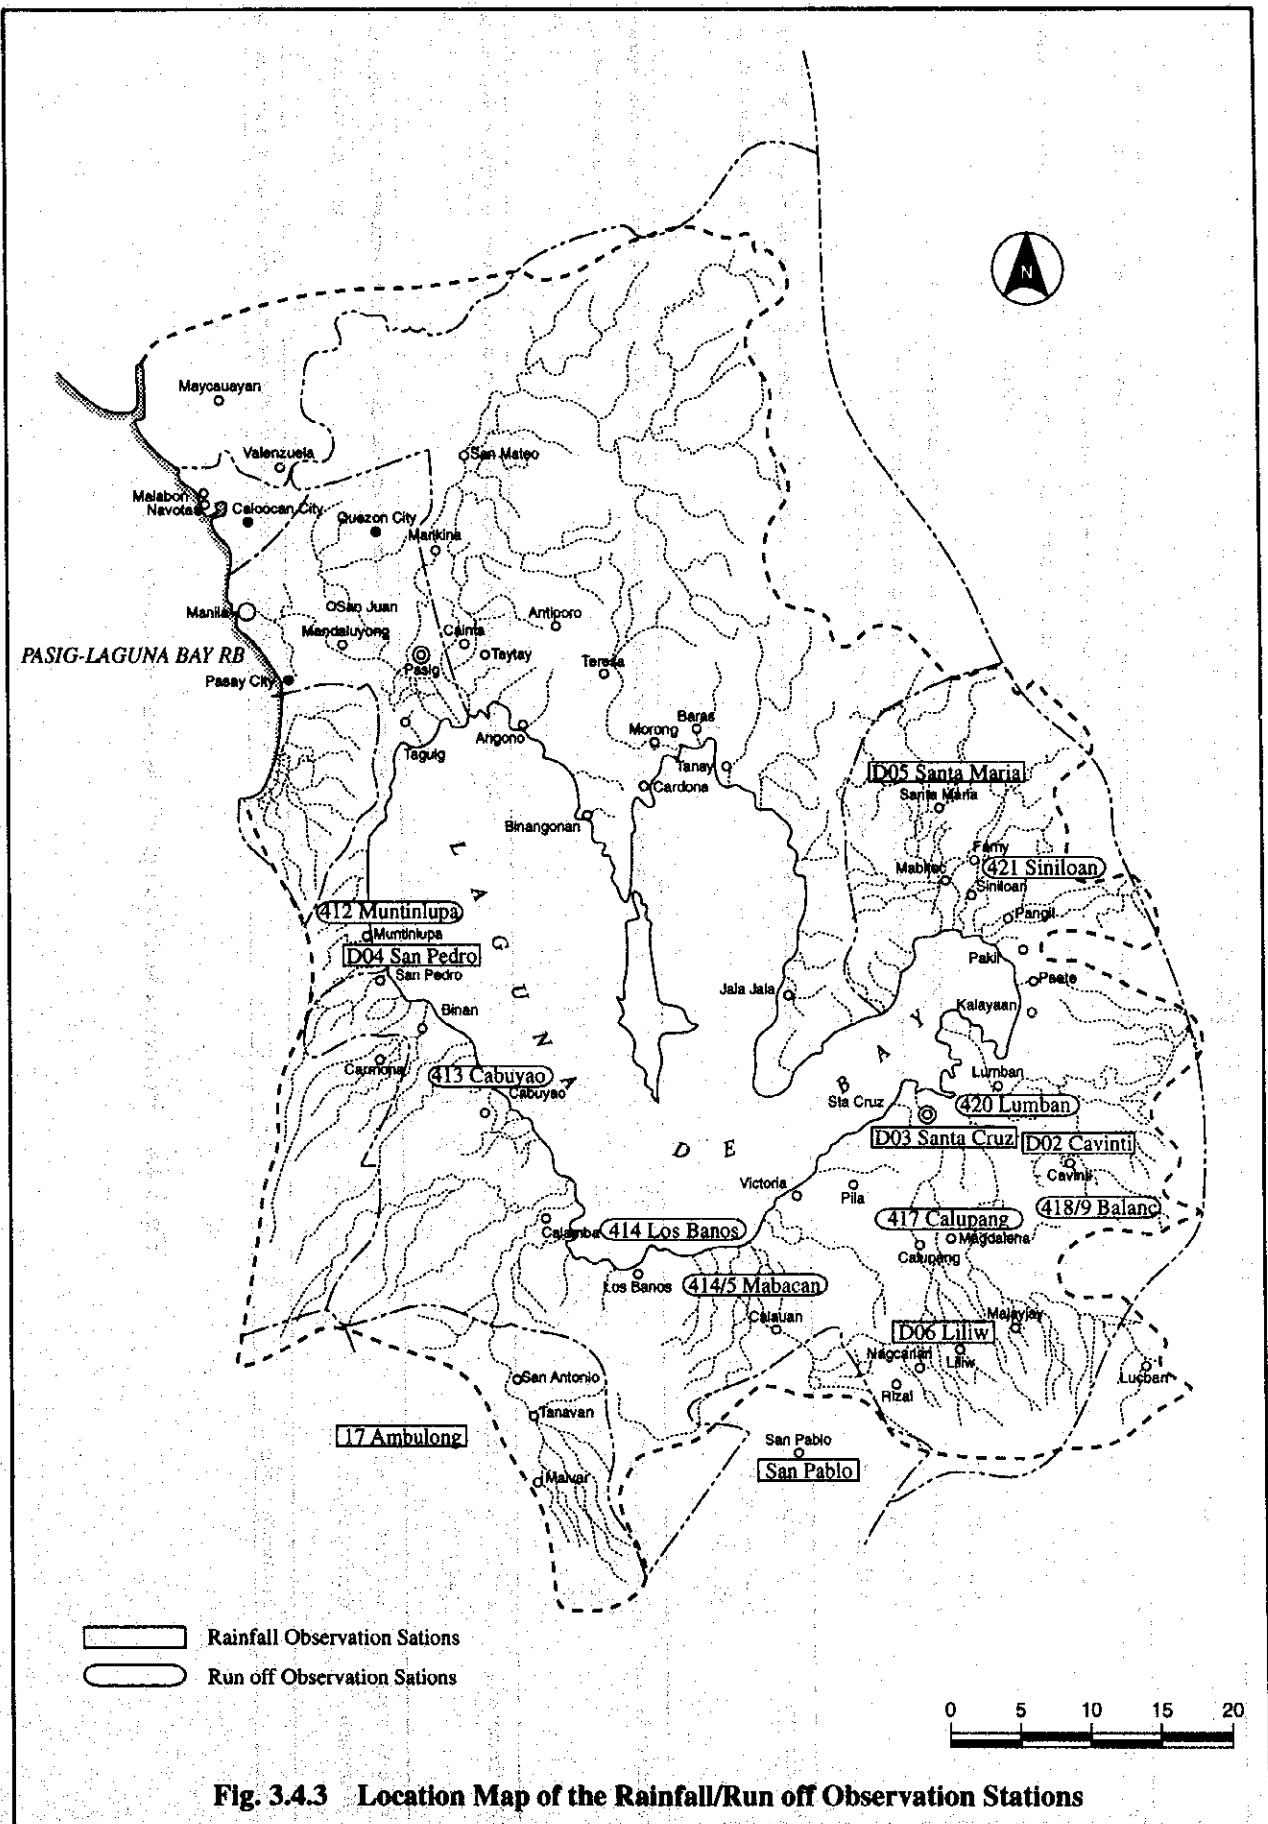 N
Maycauayan
Valenzuela
San Mateo
Malabon
Navotas
Caloocan City
Quezon City
Marikina
Manila
San Juan
Antiporo
Mandaluyong
Cainta
PASIG-LAGUNA BAY RB
Taytay
Teresa
Pasig
Pasay City
Baras
Morong
Taguig
Angono
Tanay
D05 Santa Maria
Cardona
Santa Maria
Binangonan
Famy
Mabitac
421 Siniloan
Siniloan
412 Muntinlupa
Pangil
Muntinlupa
D04 San Pedro
Pakil
San Pedro
Paete
Jala Jala
Kalayaan
Binan
LAGUNA
DE
BAY
Carmona
413 Cabuyao
Lumban
Cabuyao
Sta Cruz
420 Lumban
D03 Santa Cruz
D02 Cavinti
Cavinti
Victoria
Pila
418/9 Balanc
417 Calupang
Calamba
414 Los Banos
Magdalena
Calupang
Los Banos
414/5 Mabacan
Calauan
Malayjay
D06 Liliw
Nagcarlan
Liliw
Lucban
San Antonio
Rizal
Tanavan
17 Ambulong
San Pablo
San Pablo
Malvar
Rainfall Observation Sations
Run off Observation Sations
0 5 10 15 20
Fig. 3.4.3 Location Map of the Rainfall/Run off Observation Stations